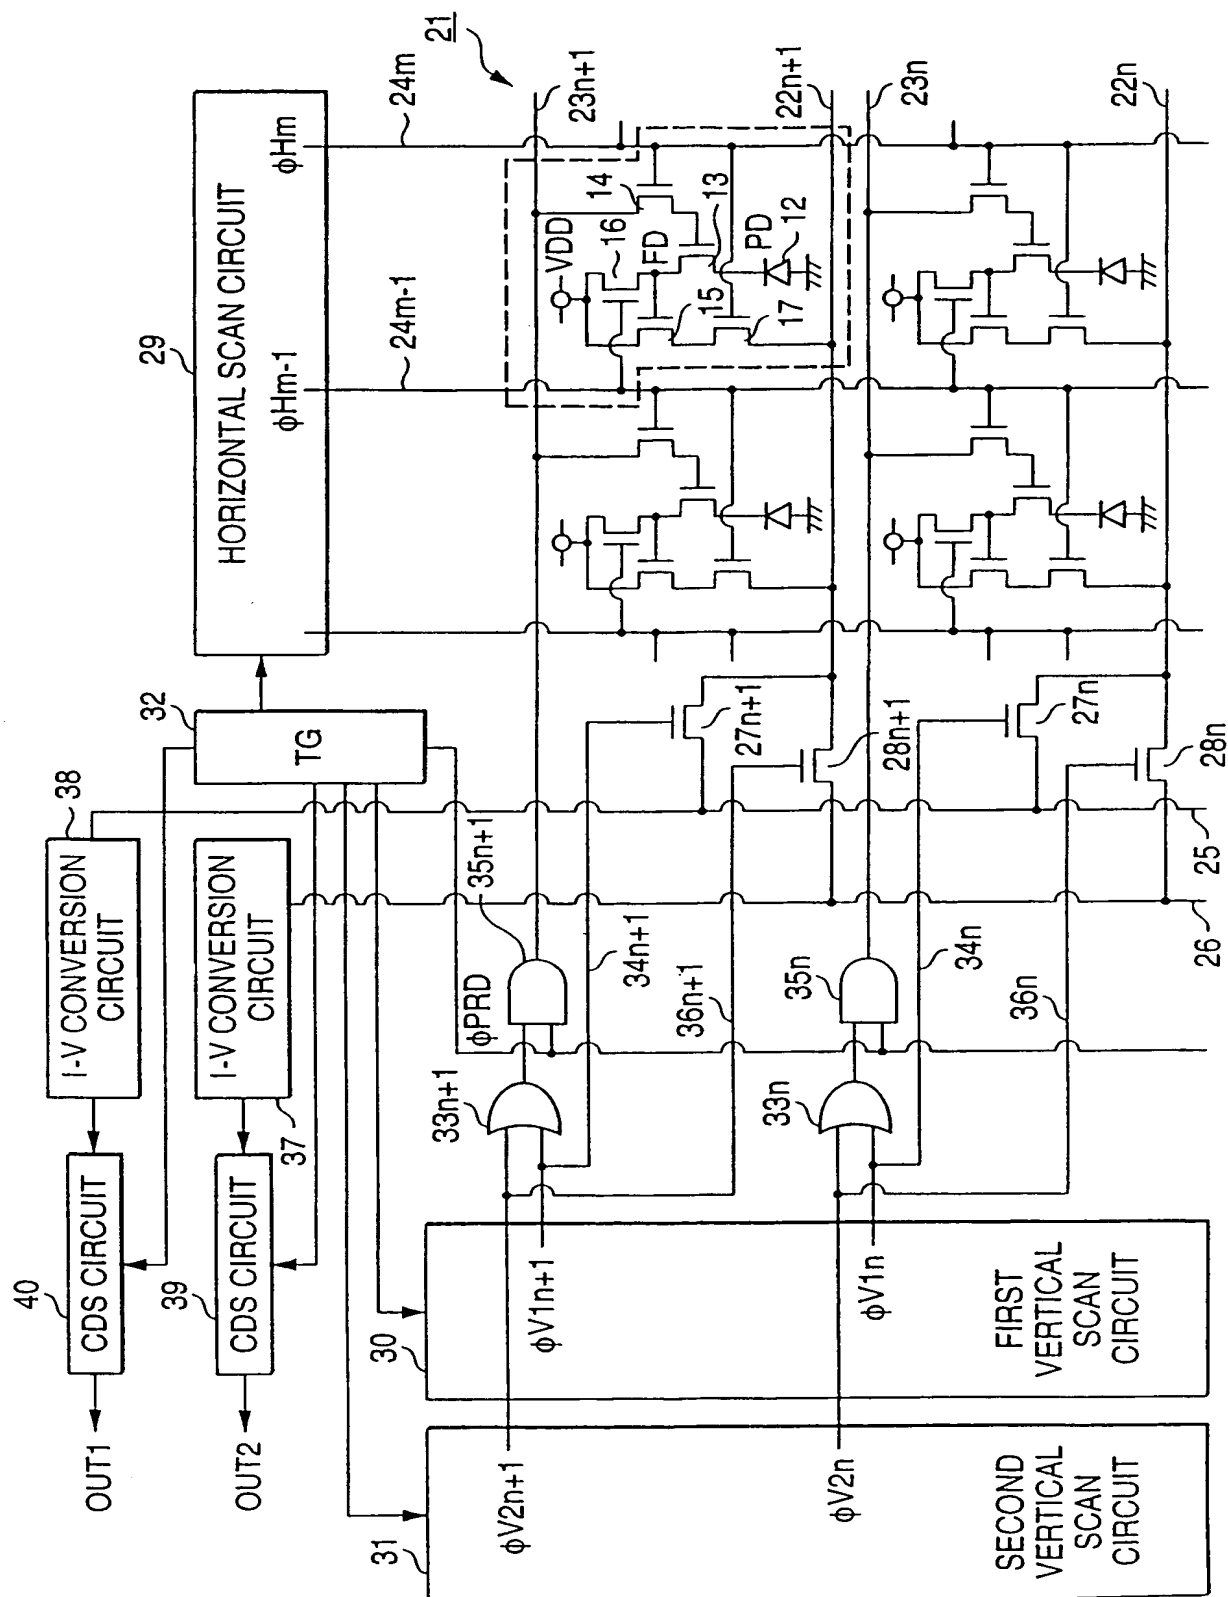 21
29
HORIZONTAL SCAN CIRCUIT
ϕHm-1
ϕHm
24m-1
24m
32
TG
38
I-V CONVERSION
CIRCUIT
I-V CONVERSION
CIRCUIT
37
40
CDS CIRCUIT
39
CDS CIRCUIT
OUT1
OUT2
23n+1
VDD
14
16
FD
13
PD
12
15
17
22n+1
23n
22n
ϕPRD
35n+1
33n+1
34n+1
27n+1
36n+1
28n+1
35n
33n
34n
27n
36n
28n
25
26
30
ϕV1n+1
ϕV1n
FIRST
VERTICAL
SCAN
CIRCUIT
31
ϕV2n+1
ϕV2n
SECOND
VERTICAL
SCAN
CIRCUIT